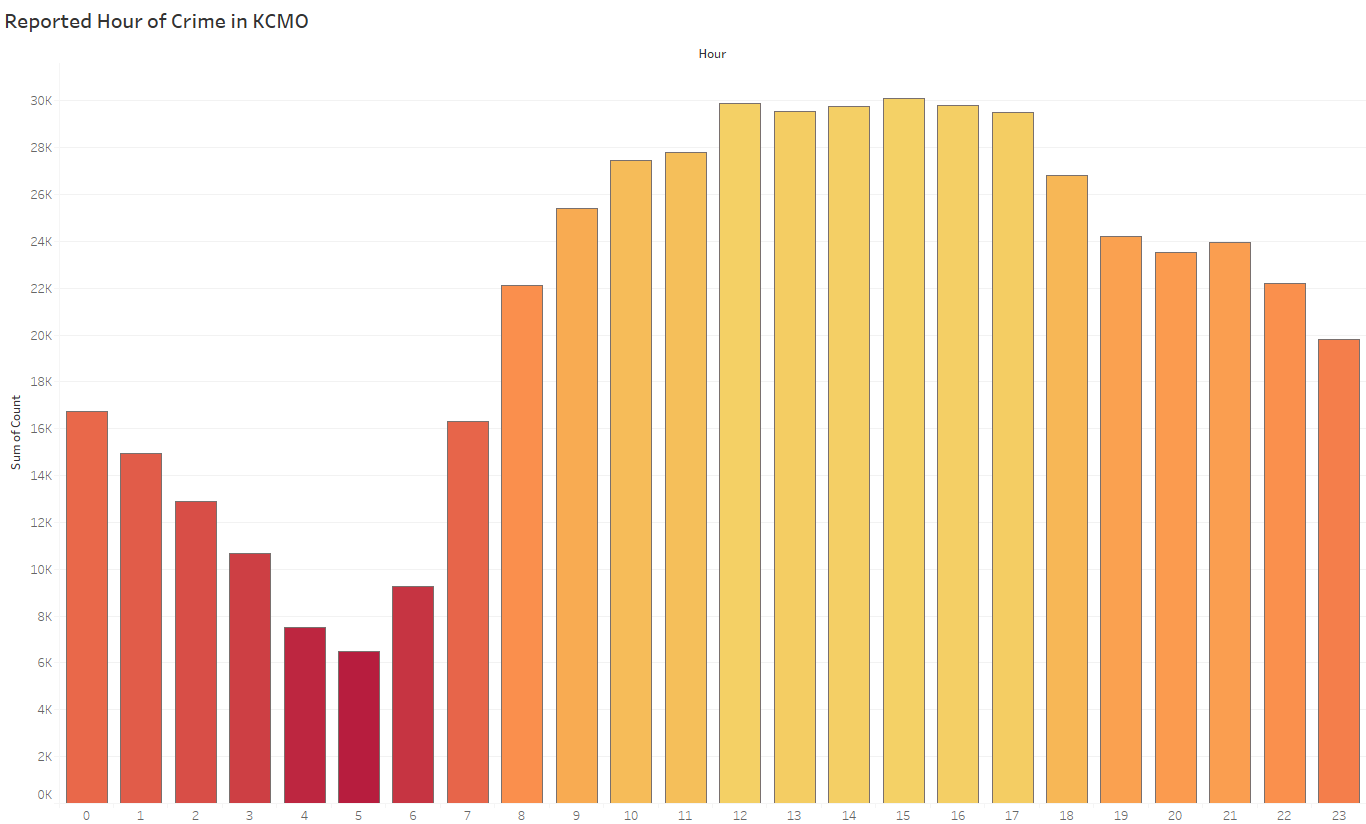 Reported Hour of Crime in KCMO
Hour
30K
28K
26K
24K
22K
20K
18K
16K
14K
12K
10K
8K
6K
4K
2K
0K
Sum of Count
0 1 2 3 4 5 6 7 8 9 10 11 12 13 14 15 16 17 18 19 20 21 22 23